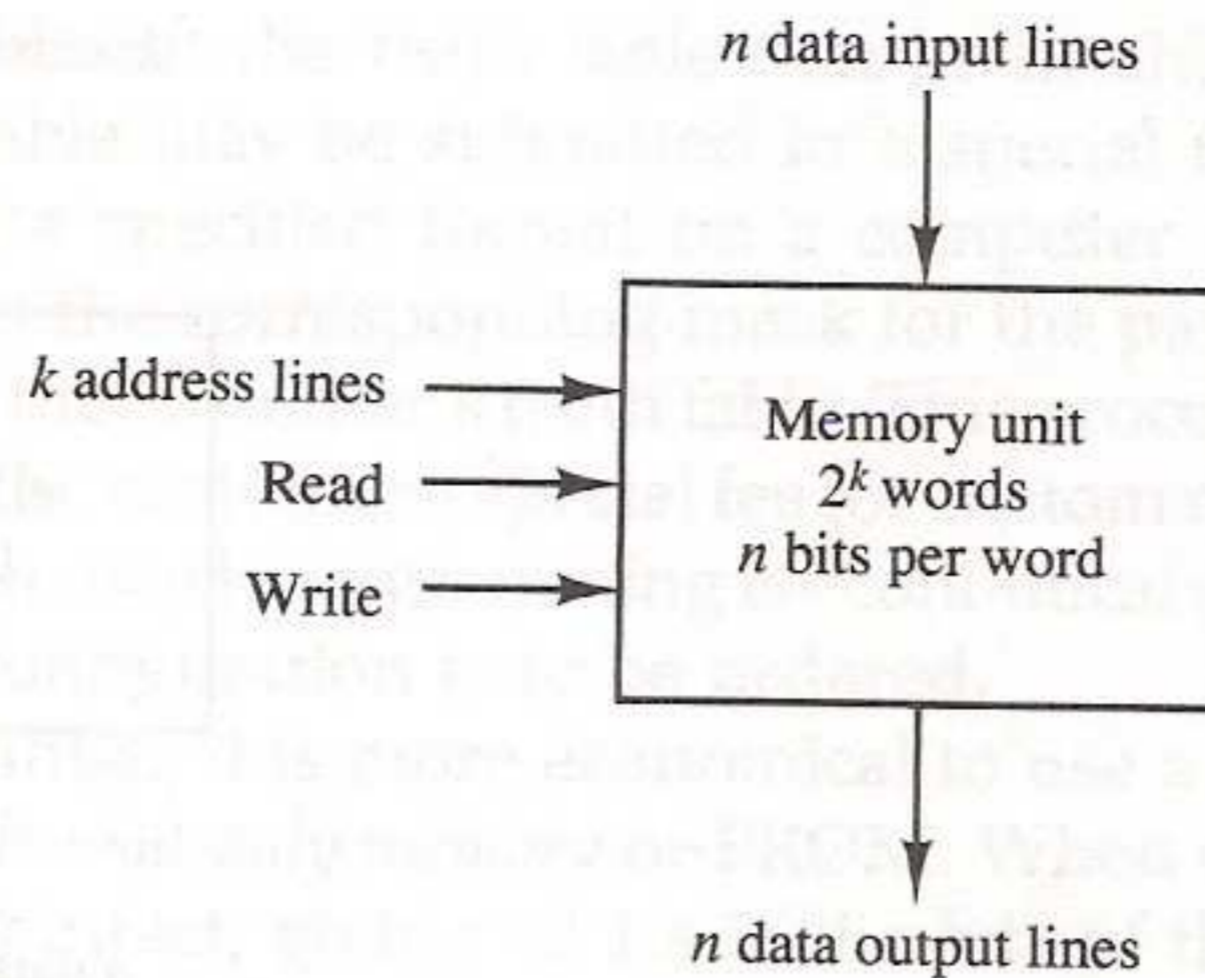 n data input lines
k address lines
Read
Write
Memory unit
2^k words
n bits per word
n data output lines